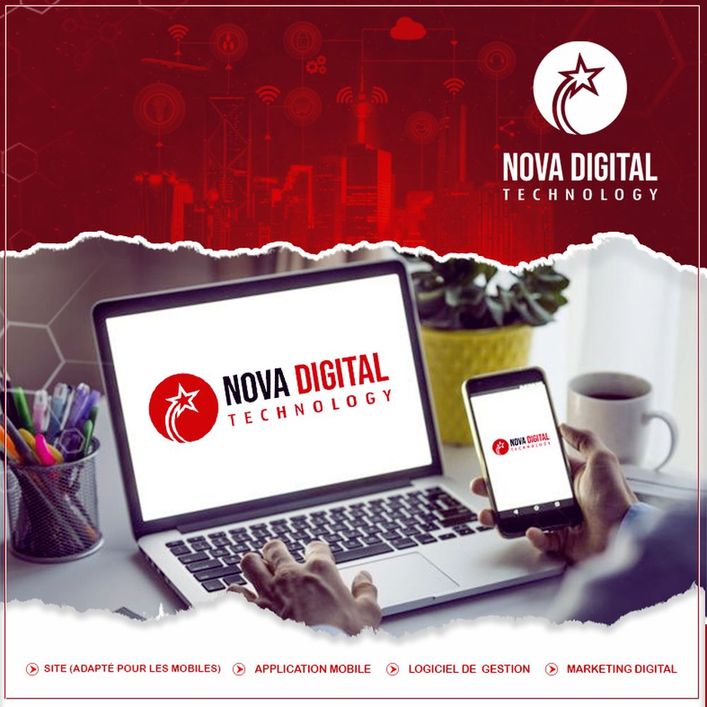 NOVA DIGITAL
TECHNOLOGY
NOVA DIGITAL
TECHNOLOGY
NOVA DIGITAL
TECHNOLOGY
SITE (ADAPTÉ POUR LES MOBILES)
APPLICATION MOBILE
LOGICIEL DE GESTION
MARKETING DIGITAL